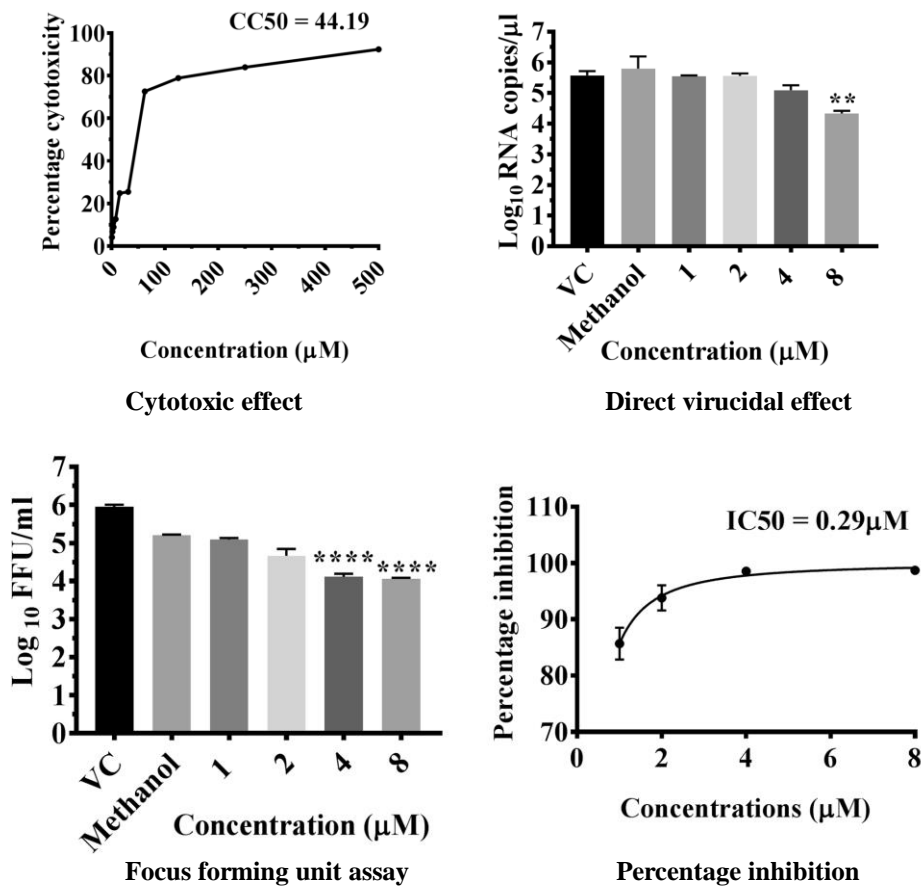 CC50 = 44.19
Percentage cytotoxicity
100
80
60
40
20
0
0 100 200 300 400 500
Concentration (µM)
Cytotoxic effect
Log10 RNA copies/µl
7
6
5
4
3
2
1
0
**
VC Methanol 1 2 4 8
Concentration (µM)
Direct virucidal effect
Log 10 FFU/ml
7
6
5
4
3
2
1
0
**** ****
VC Methanol 1 2 4 8
Concentration (µM)
Focus forming unit assay
Percentage inhibition
110
100
90
80
70
IC50 = 0.29µM
0 2 4 6 8
Concentrations (µM)
Percentage inhibition